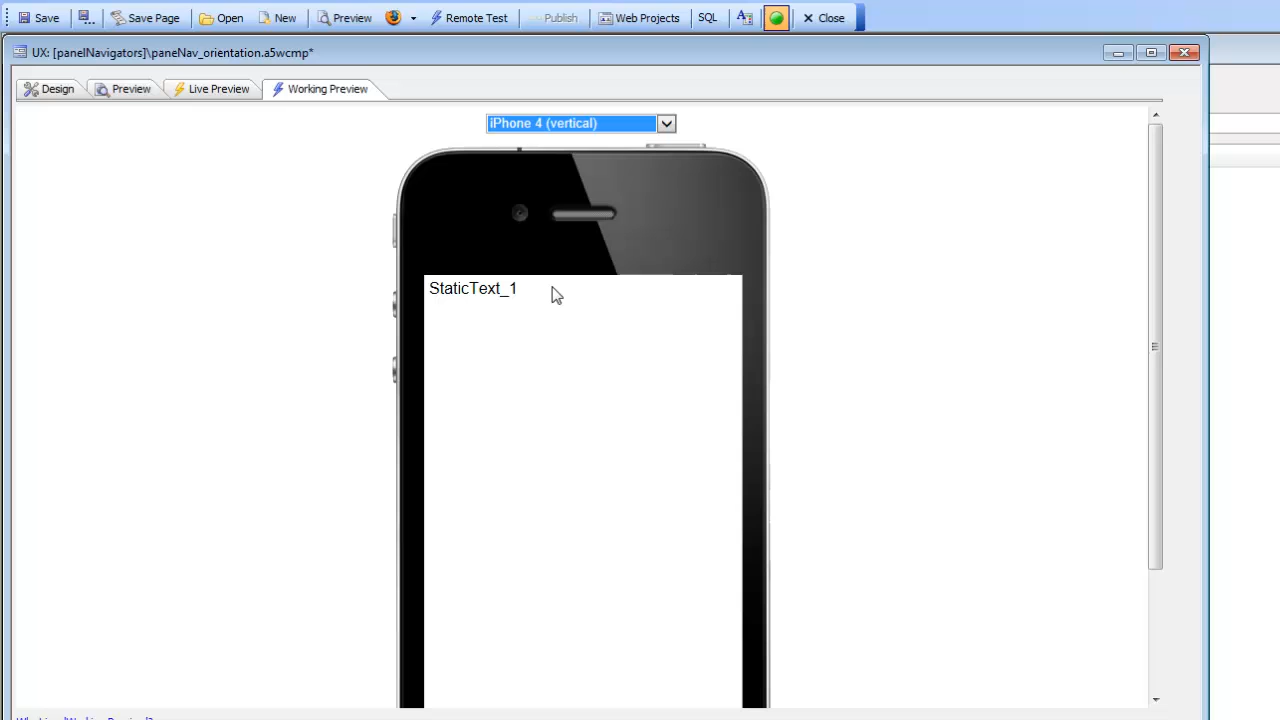 Save Save Page Open New Preview Remote Test Publish Web Projects SQL Close
UX: [panelNavigators]\paneNav_orientation.a5wcmp*
Design Preview Live Preview Working Preview
iPhone 4 (vertical)
StaticText_1